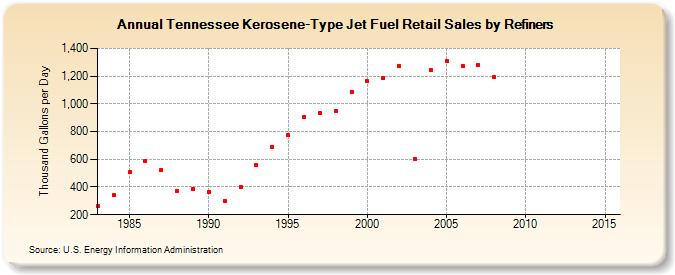 Annual Tennessee Kerosene-Type Jet Fuel Retail Sales by Refiners
Thousand Gallons per Day
1,400
1,200
1,000
800
600
400
200
1985 1990 1995 2000 2005 2010 2015
Source: U.S. Energy Information Administration